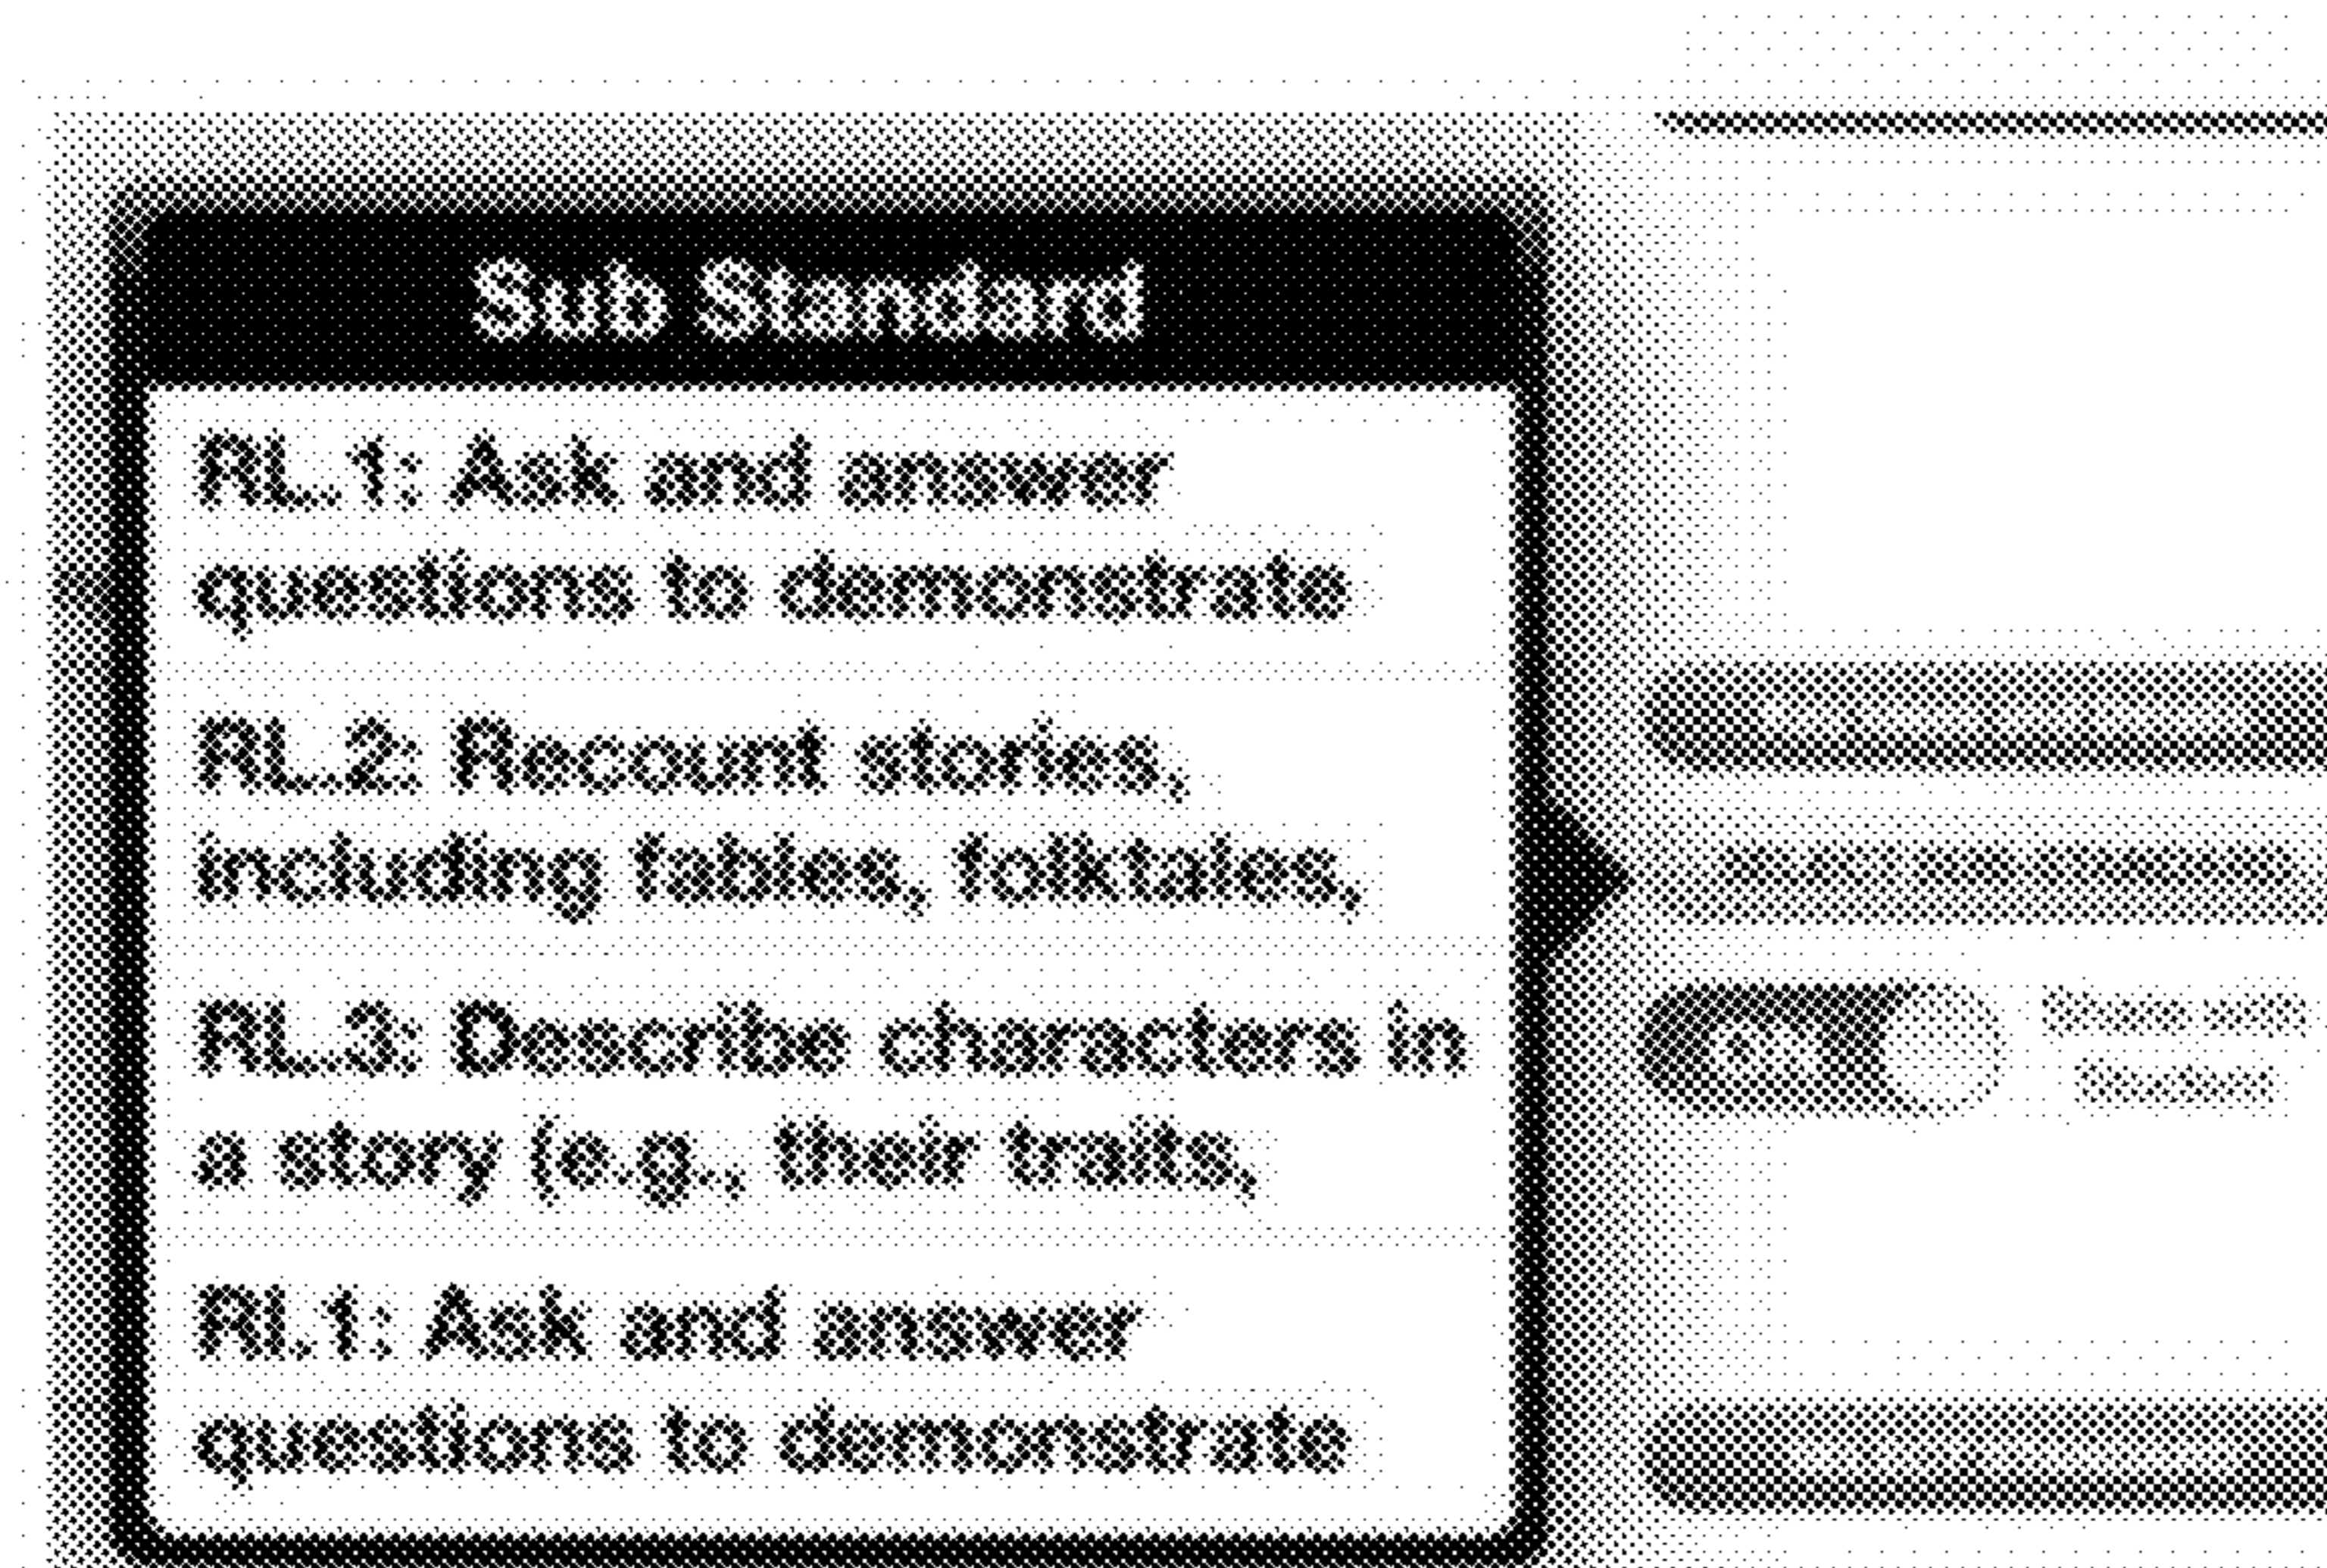 Sub Standard
RL.1: Ask and answer
questions to demonstrate
RL.2: Recount stories,
including fables, folktales,
RL.3: Describe characters in
a story (e.g., their traits,
RI.1: Ask and answer
questions to demonstrate